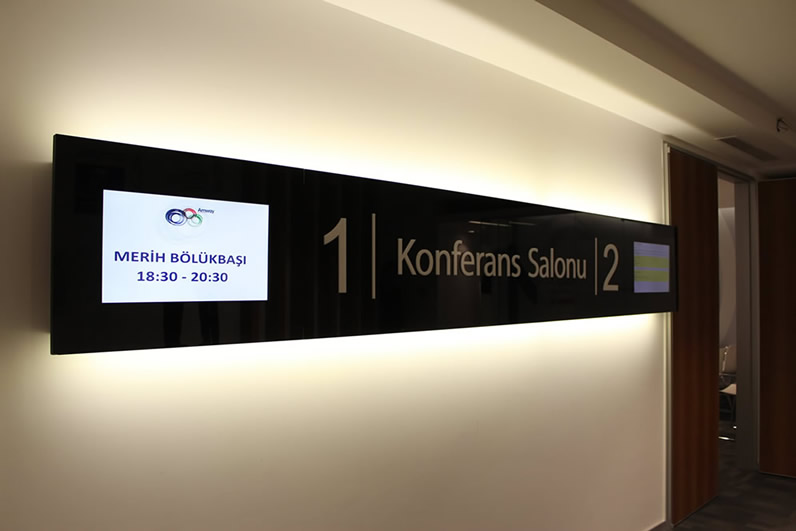 Amway
MERİH BÖLÜKBAŞI
18:30 - 20:30
1 | Konferans Salonu | 2